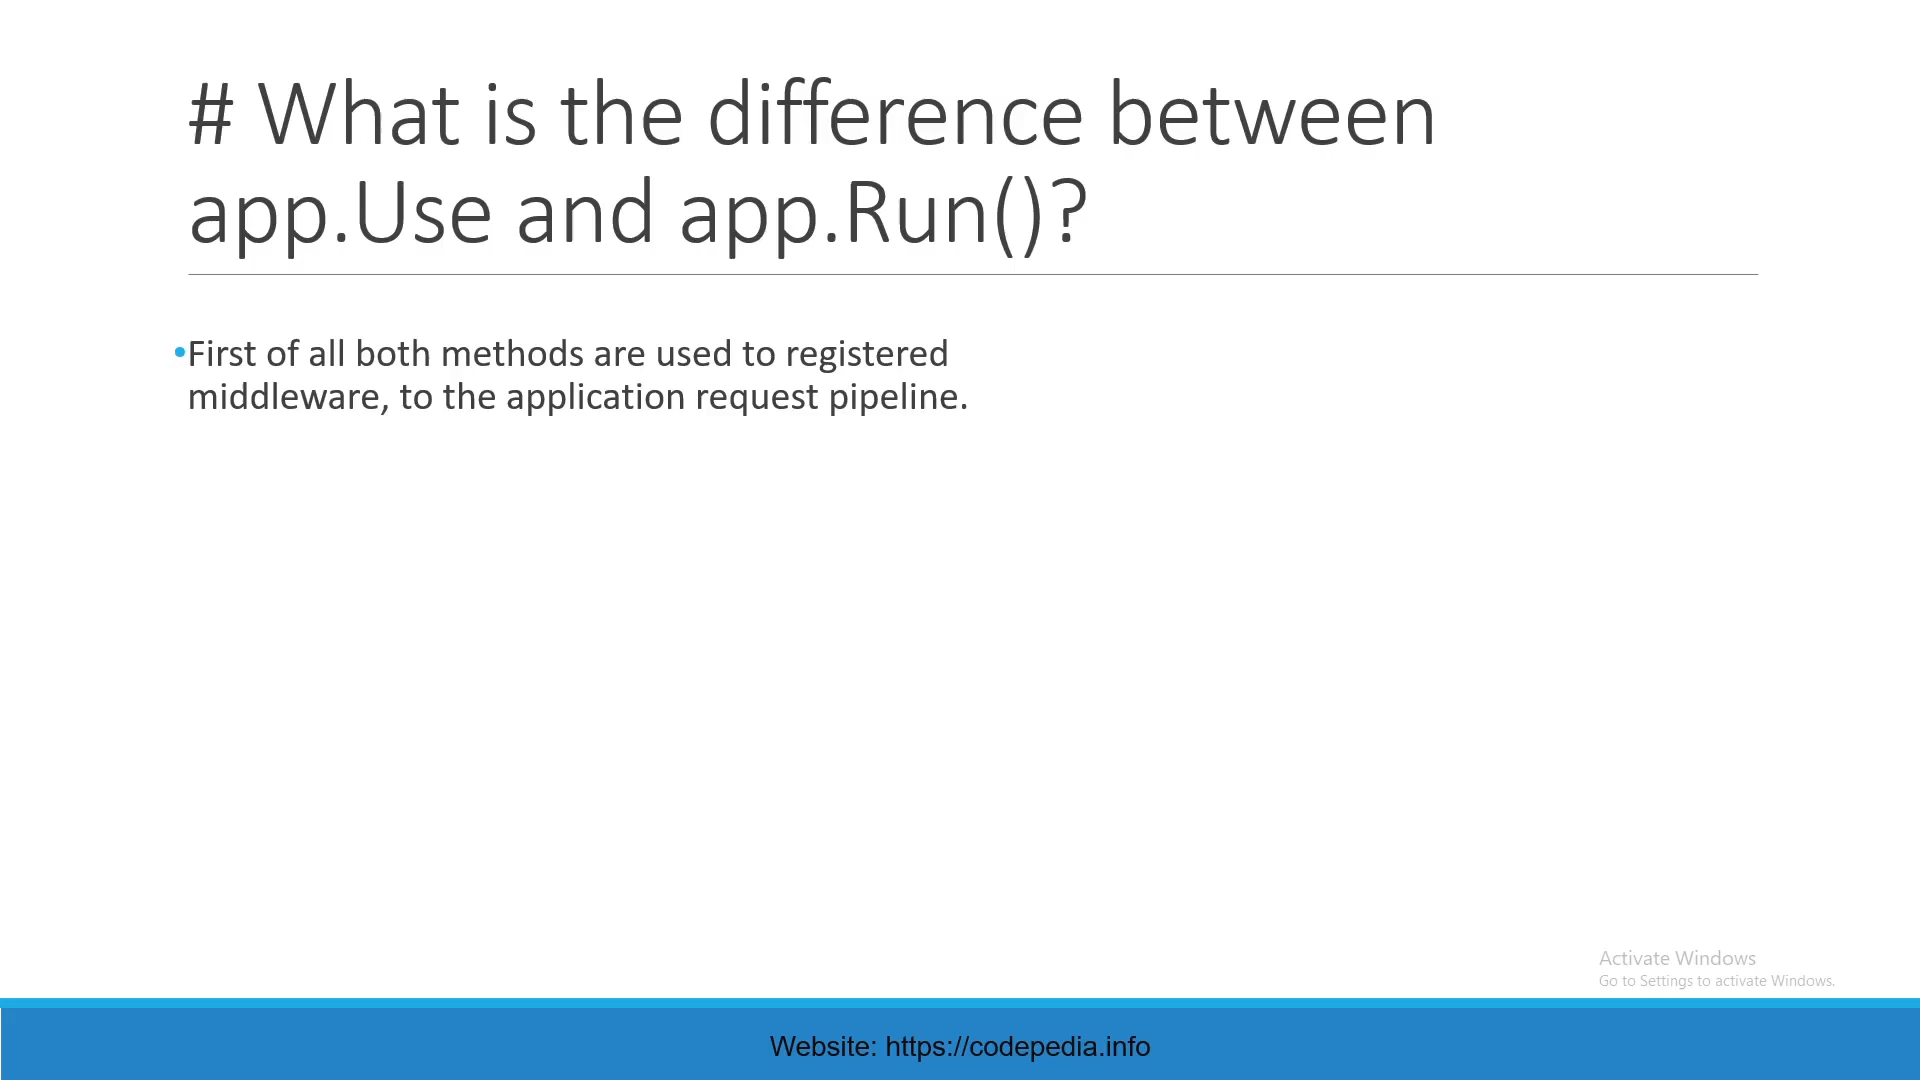 # What is the difference between
app.Use and app.Run()?
•First of all both methods are used to registered
middleware, to the application request pipeline.
Activate Windows
Go to Settings to activate Windows.
Website: https://codepedia.info